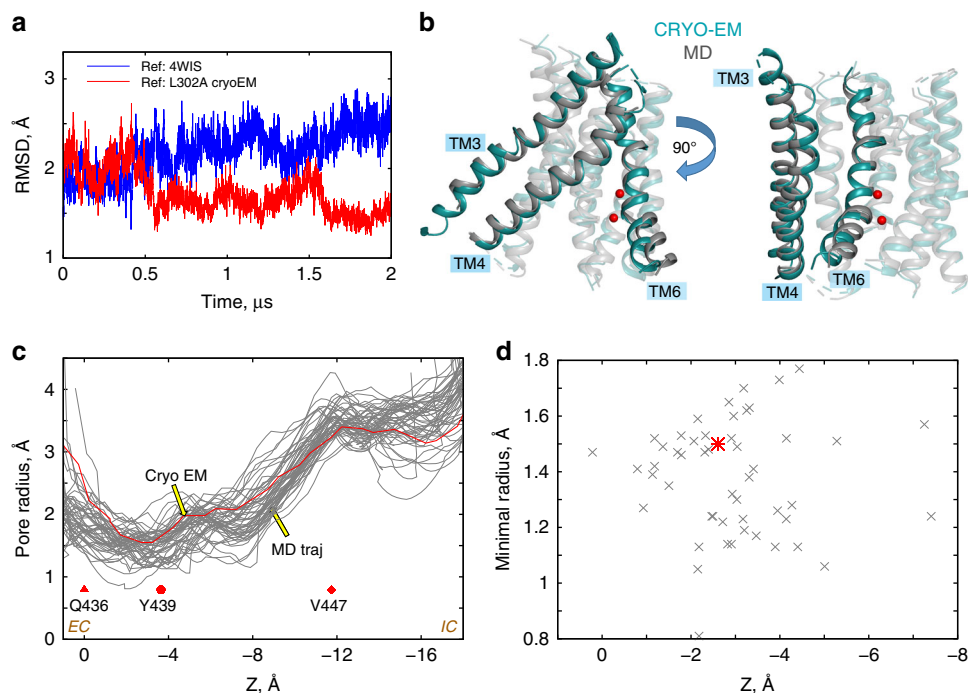 a
Ref: 4WIS
Ref: L302A cryoEM
RMSD, Å
3
2
1
0
0.5
1
1.5
2
Time, μs
b
CRYO-EM
MD
TM3
TM3
90°
TM4
TM6
TM4
TM6
c
Pore radius, Å
4
3
2
1
0
Cryo EM
MD traj
Q436
Y439
V447
EC
IC
0
−4
−8
−12
−16
Z, Å
d
Minimal radius, Å
1.8
1.6
1.4
1.2
1
0.8
0
−2
−4
−6
−8
Z, Å